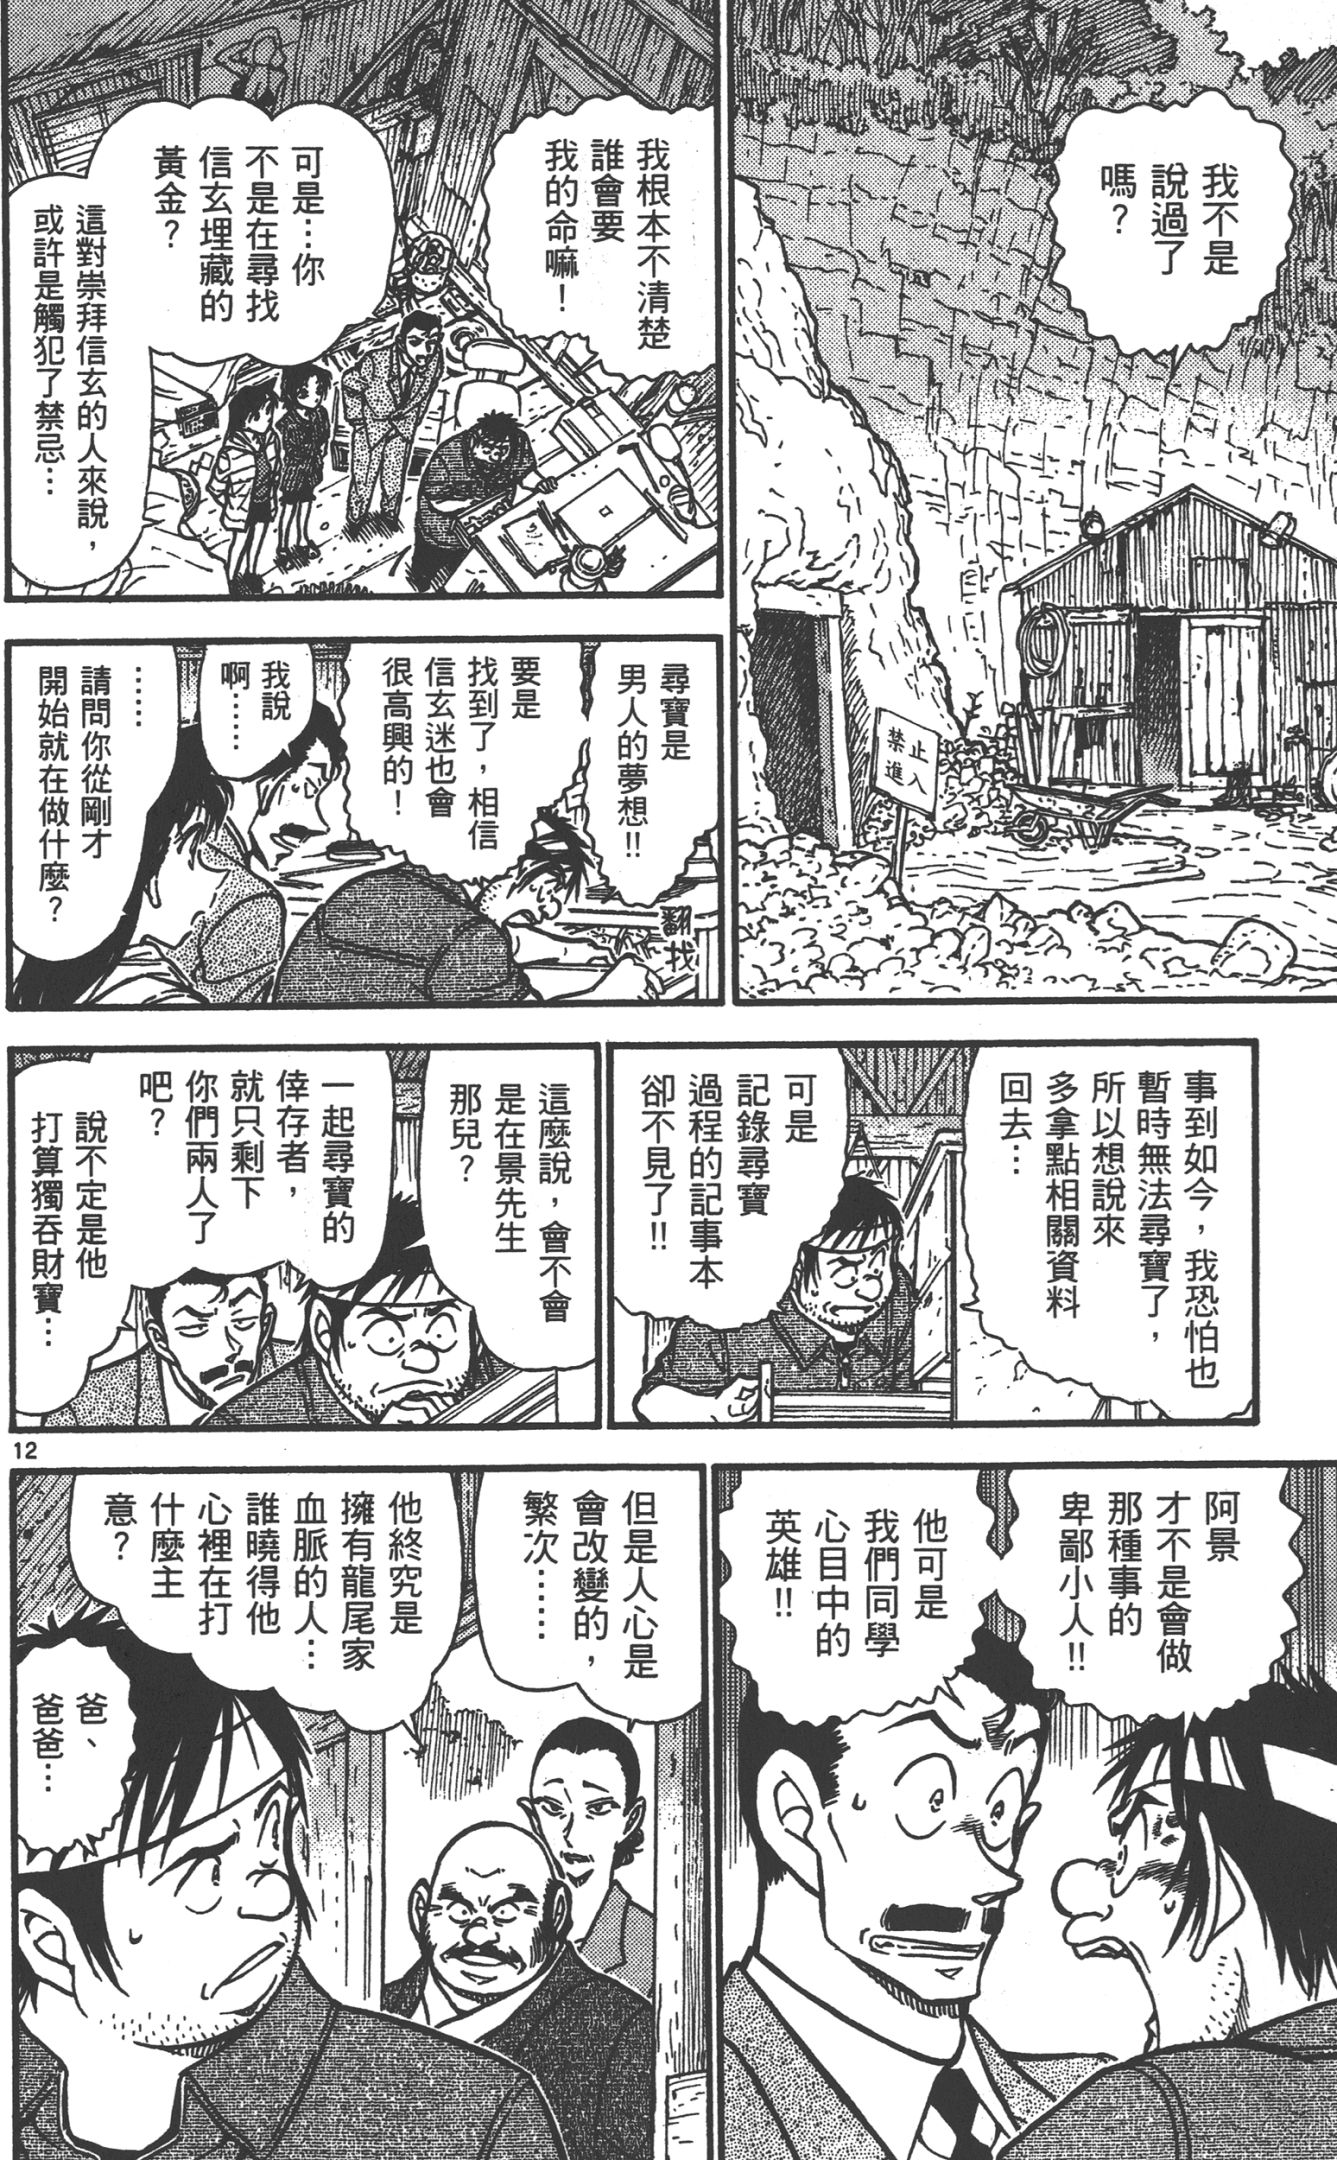 我不是
說過了
嗎？
禁止
進入
我根本不清楚
誰會要
我的命嘛！
可是…你
不是在尋找
信玄埋藏的
黃金？
這對崇拜信玄的人來說，
或許是觸犯了禁忌…
尋寶是
男人的夢想!!
要是
找到了，相信
信玄迷也會
很高興的！
翻找
我說
啊……
……
請問你從剛才
開始就在做什麼？
事到如今，我恐怕也
暫時無法尋寶了，
所以想說來
多拿點相關資料
回去…
可是
記錄尋寶
過程的記事本
卻不見了!!
這麼說，會不會
是在景先生
那兒？
一起尋寶的
倖存者，
就只剩下
你們兩人了
吧？
說不定是他
打算獨吞財寶…
12
阿景
才不是會做
那種事的
卑鄙小人!!
他可是
我們同學
心目中的
英雄!!
但是人心是
會改變的，
繁次……
他終究是
擁有龍尾家
血脈的人…
誰曉得他
心裡在打
什麼主
意？
爸、
爸爸…